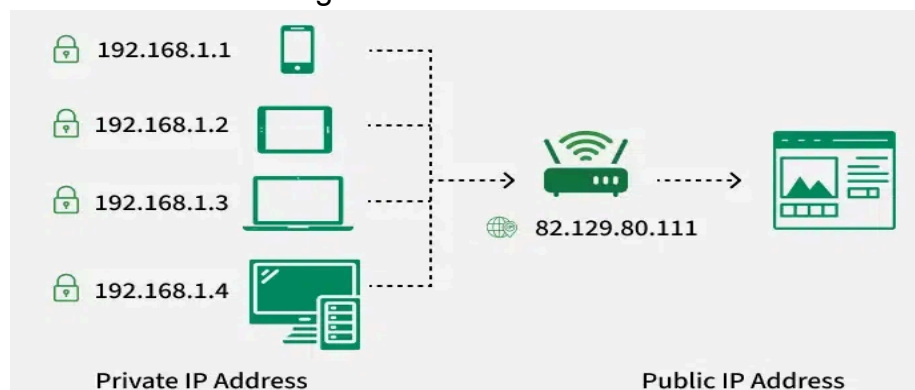 192.168.1.1
192.168.1.2
192.168.1.3
82.129.80.111
192.168.1.4
Private IP Address
Public IP Address